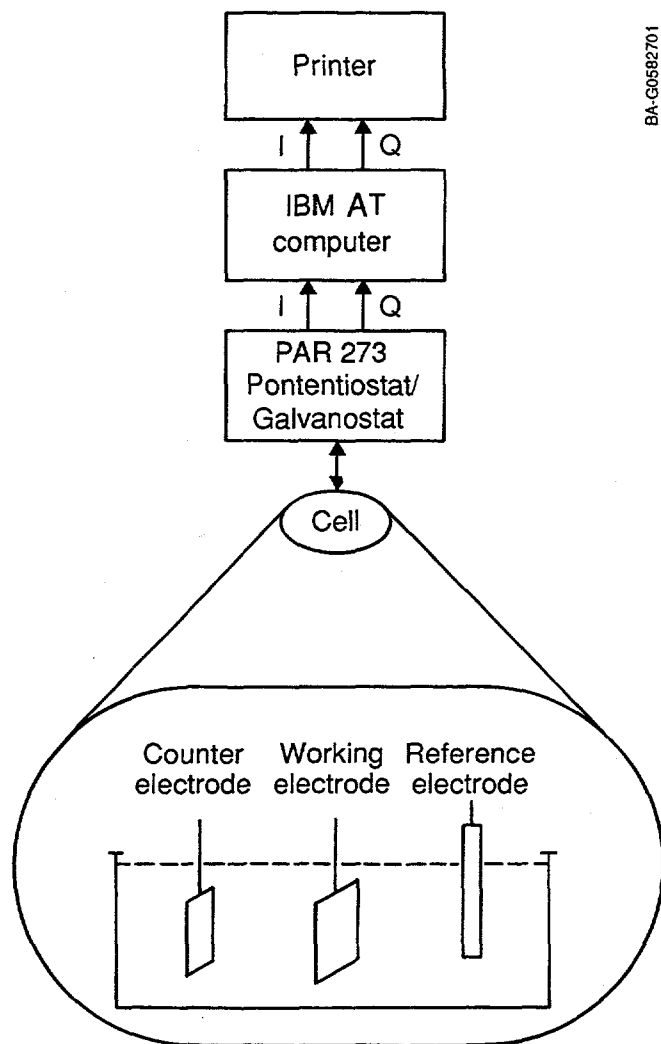 Printer
I Q
IBM AT
computer
I Q
PAR 273
Pontentiostat/
Galvanostat
Cell
Counter
electrode
Working
electrode
Reference
electrode
BA-G0582701